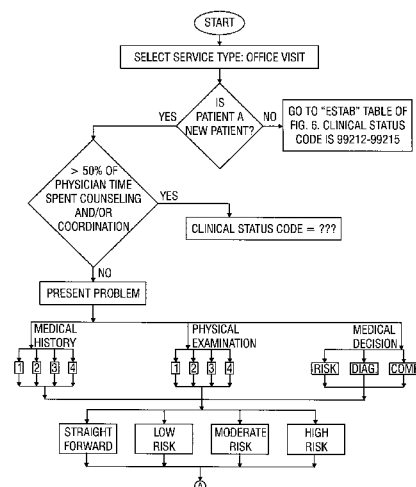 START
SELECT SERVICE TYPE: OFFICE VISIT
IS
PATIENT A
NEW PATIENT?
YES
NO
GO TO "ESTAB" TABLE OF
FIG. 6. CLINICAL STATUS
CODE IS 99212-99215
> 50% OF
PHYSICIAN TIME
SPENT COUNSELING
AND/OR
COORDINATION
YES
CLINICAL STATUS CODE = ???
NO
PRESENT PROBLEM
MEDICAL
HISTORY
PHYSICAL
EXAMINATION
MEDICAL
DECISION
1 2 3 4
1 2 3 4
RISK DIAG. COM
STRAIGHT
FORWARD
LOW
RISK
MODERATE
RISK
HIGH
RISK
A